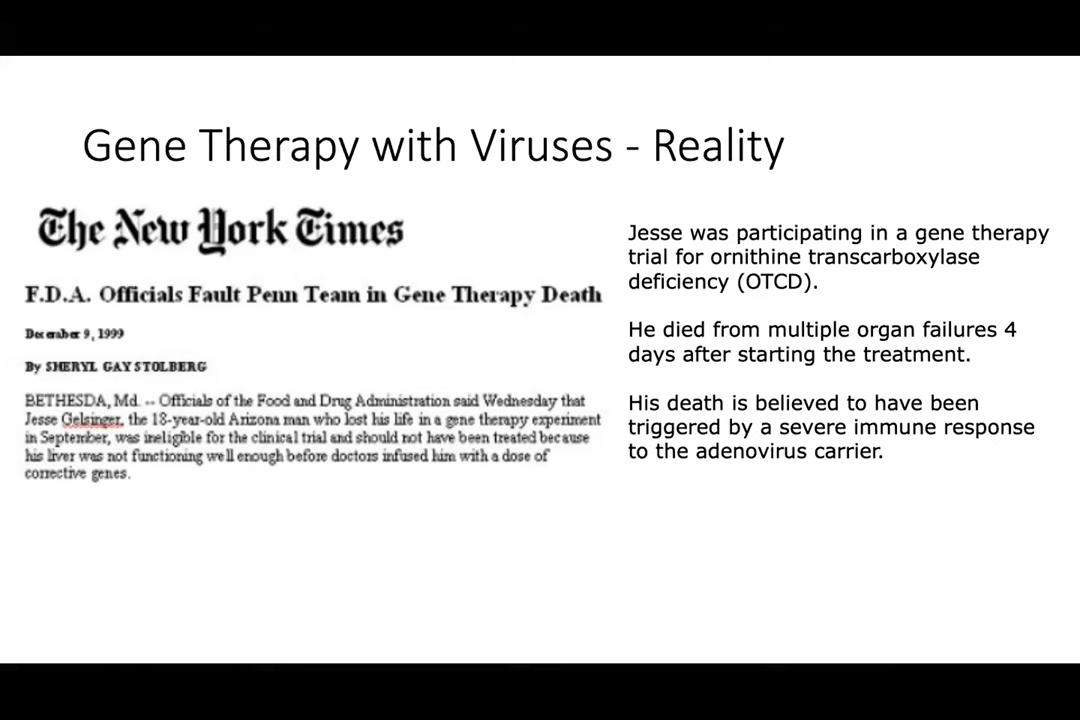 Gene Therapy with Viruses - Reality
The New York Times
F.D.A. Officials Fault Penn Team in Gene Therapy Death
December 9, 1999
By SHERYL GAY STOLBERG
BETHESDA, Md. -- Officials of the Food and Drug Administration said Wednesday that
Jesse Gelsinger, the 18-year-old Arizona man who lost his life in a gene therapy experiment
in September, was ineligible for the clinical trial and should not have been treated because
his liver was not functioning well enough before doctors infused him with a dose of
corrective genes.
Jesse was participating in a gene therapy
trial for ornithine transcarboxylase
deficiency (OTCD).
He died from multiple organ failures 4
days after starting the treatment.
His death is believed to have been
triggered by a severe immune response
to the adenovirus carrier.